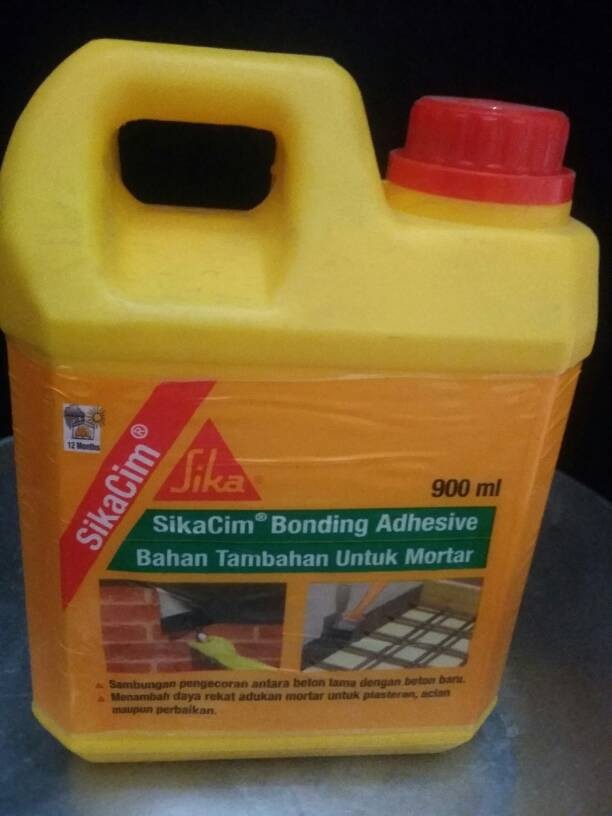 12 Months
SikaCim®
Sika®
900 ml
SikaCim® Bonding Adhesive
Bahan Tambahan Untuk Mortar
Sambungan pengecoran antara beton lama dengan beton baru.
Menambah daya rekat adukan mortar untuk plasteran, acian
maupun perbaikan.